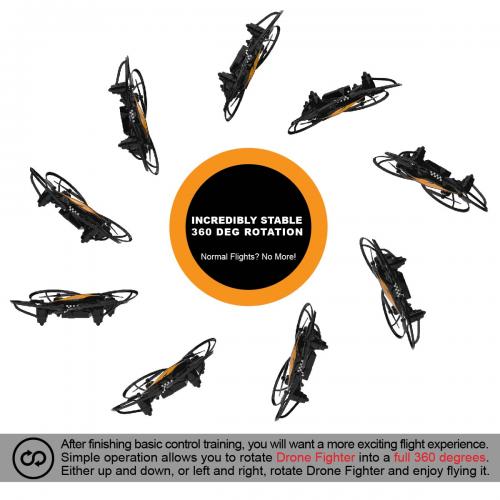 INCREDIBLY STABLE
360 DEG ROTATION
Normal Flights? No More!
After finishing basic control training, you will want a more exciting flight experience.
Simple operation allows you to rotate Drone Fighter into a full 360 degrees.
Either up and down, or left and right, rotate Drone Fighter and enjoy flying it.